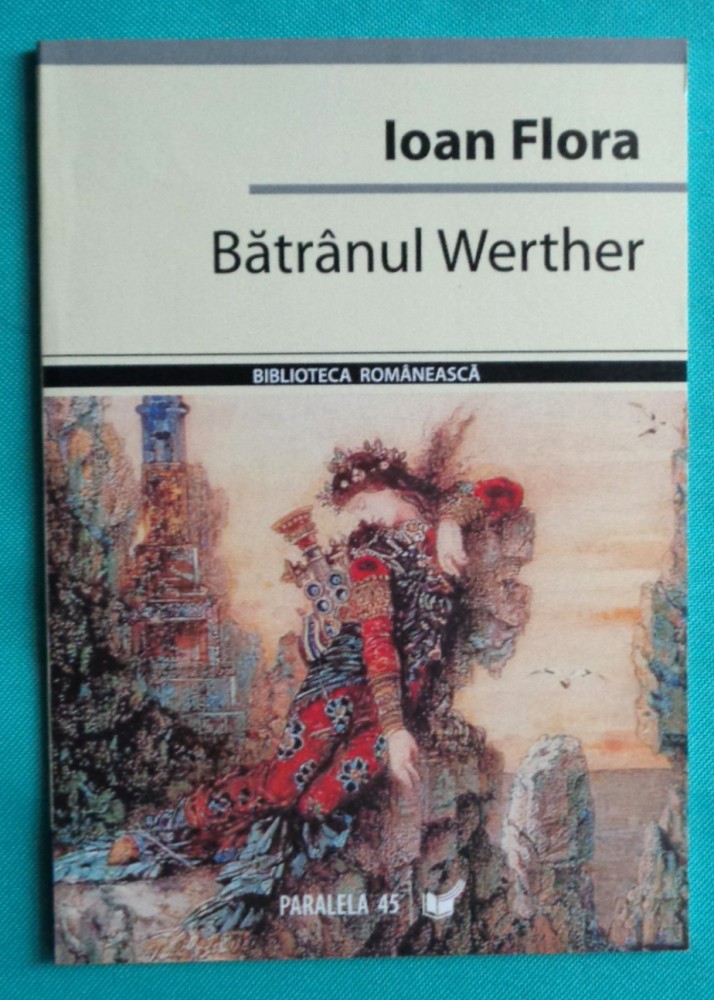 Ioan Flora
Bătrânul Werther
BIBLIOTECA ROMÂNEASCĂ
PARALELA 45